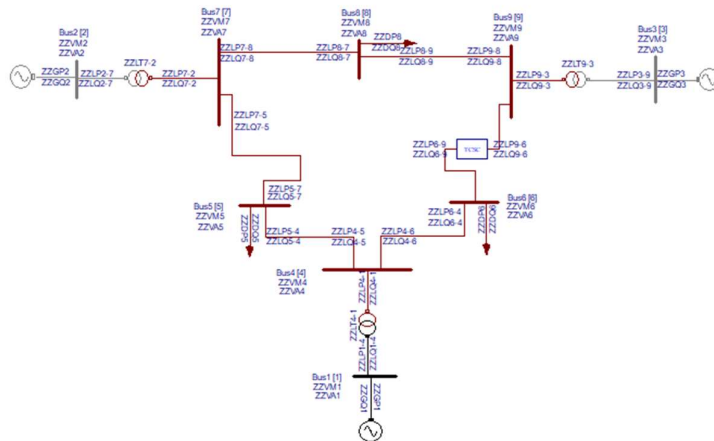 Bus7 [7]
ZZVM7
ZZVA7
Bus8 [8]
ZZVM8
ZZVA8
Bus9 [9]
ZZVM9
ZZVA9
Bus2 [2]
ZZVM2
ZZVA2
Bus3 [3]
ZZVM3
ZZVA3
ZZDP8
ZZDQ8
ZZLP7-8
ZZLQ7-8
ZZLP8-7
ZZLQ8-7
ZZLP8-9
ZZLQ8-9
ZZLP9-8
ZZLQ9-8
ZZGP2
ZZGQ2
ZZLP2-7
ZZLQ2-7
ZZLT7-2
ZZLP7-2
ZZLQ7-2
ZZLP9-3
ZZLQ9-3
ZZLT9-3
ZZLP3-9
ZZLQ3-9
ZZGP3
ZZGQ3
ZZLP7-5
ZZLQ7-5
ZZLP6-9
ZZLQ6-9
TCSC
ZZLP9-6
ZZLQ9-6
ZZLP5-7
ZZLQ5-7
Bus5 [5]
ZZVM5
ZZVA5
ZZDP5
ZZDQ5
Bus6 [6]
ZZVM6
ZZVA6
ZZDP6
ZZDQ6
ZZLP5-4
ZZLQ5-4
ZZLP4-5
ZZLQ4-5
ZZLP4-6
ZZLQ4-6
ZZLP6-4
ZZLQ6-4
Bus4 [4]
ZZVM4
ZZVA4
ZZLP4-1
ZZLQ4-1
ZZLT4-1
ZZLP1-4
ZZLQ1-4
Bus1 [1]
ZZVM1
ZZVA1
ZZGQ1
ZZGP1